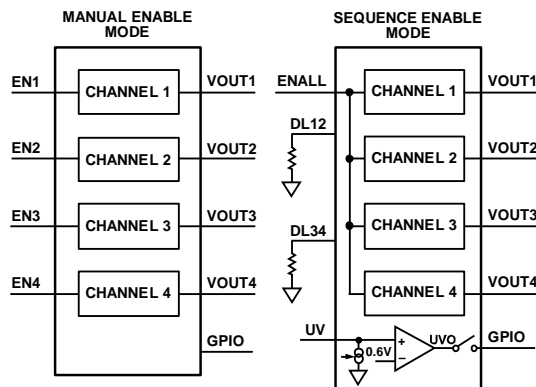 MANUAL ENABLE
MODE
EN1
CHANNEL 1
VOUT1
EN2
CHANNEL 2
VOUT2
EN3
CHANNEL 3
VOUT3
EN4
CHANNEL 4
VOUT4
GPIO
SEQUENCE ENABLE
MODE
ENALL
CHANNEL 1
VOUT1
DL12
CHANNEL 2
VOUT2
DL34
CHANNEL 3
VOUT3
CHANNEL 4
VOUT4
UV
0.6V
+
–
UVO
GPIO